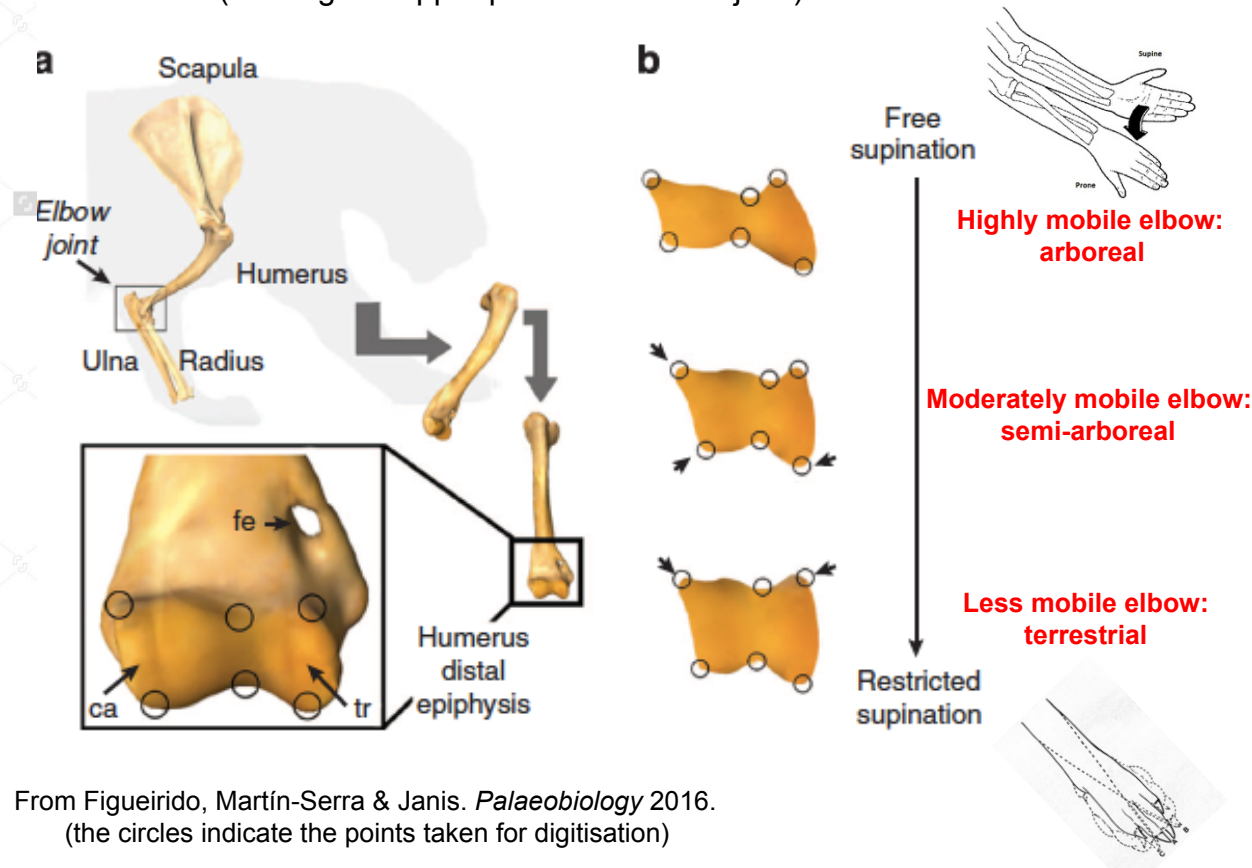 a
Scapula
Elbow
joint
Humerus
Ulna
Radius
fe
ca
tr
Humerus
distal
epiphysis
b
Free
supination
Supine
Prone
Highly mobile elbow:
arboreal
Moderately mobile elbow:
semi-arboreal
Less mobile elbow:
terrestrial
Restricted
supination
From Figueirido, Martín-Serra & Janis. Palaeobiology 2016.
(the circles indicate the points taken for digitisation)